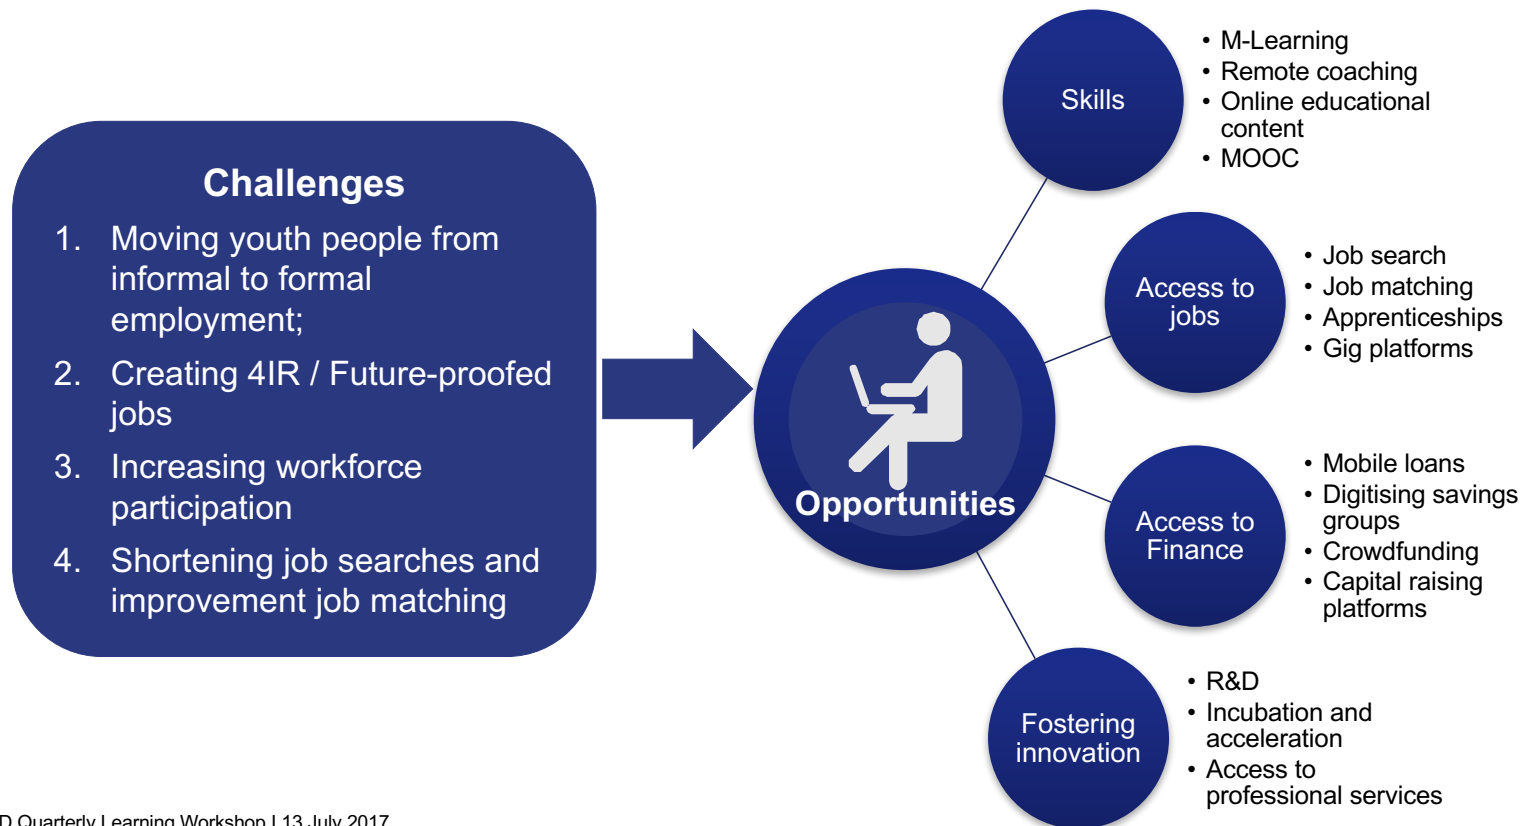 Challenges
1. Moving youth people from
informal to formal
employment;
2. Creating 4IR / Future-proofed
jobs
3. Increasing workforce
participation
4. Shortening job searches and
improvement job matching
Opportunities
Skills
• M-Learning
• Remote coaching
• Online educational
content
• MOOC
Access to
jobs
• Job search
• Job matching
• Apprenticeships
• Gig platforms
Access to
Finance
• Mobile loans
• Digitising savings
groups
• Crowdfunding
• Capital raising
platforms
Fostering
innovation
• R&D
• Incubation and
acceleration
• Access to
professional services
D Quarterly Learning Workshop | 13 July 2017